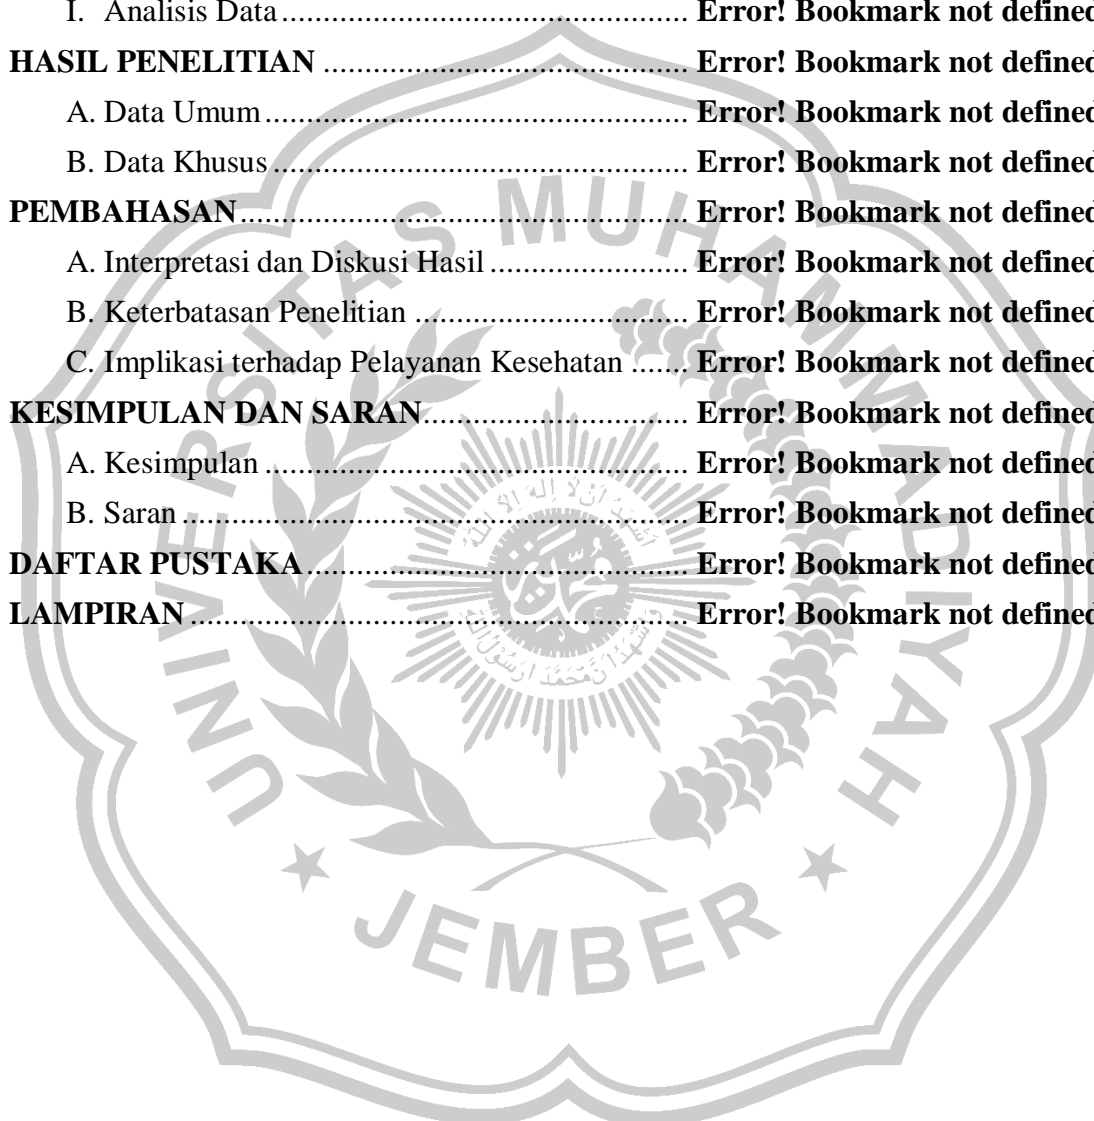 I. Analisis Data ................................................ Error! Bookmark not defined
HASIL PENELITIAN ........................................... Error! Bookmark not defined
A. Data Umum .................................................. Error! Bookmark not defined
B. Data Khusus ................................................. Error! Bookmark not defined
PEMBAHASAN ..................................................... Error! Bookmark not defined
A. Interpretasi dan Diskusi Hasil ........................ Error! Bookmark not defined
B. Keterbatasan Penelitian ................................. Error! Bookmark not defined
C. Implikasi terhadap Pelayanan Kesehatan ....... Error! Bookmark not defined
KESIMPULAN DAN SARAN ................................ Error! Bookmark not defined
A. Kesimpulan ................................................... Error! Bookmark not defined
B. Saran ............................................................. Error! Bookmark not defined
DAFTAR PUSTAKA .............................................. Error! Bookmark not defined
LAMPIRAN ............................................................ Error! Bookmark not defined
UNIVERSITAS MUHAMMADIYAH
JEMBER